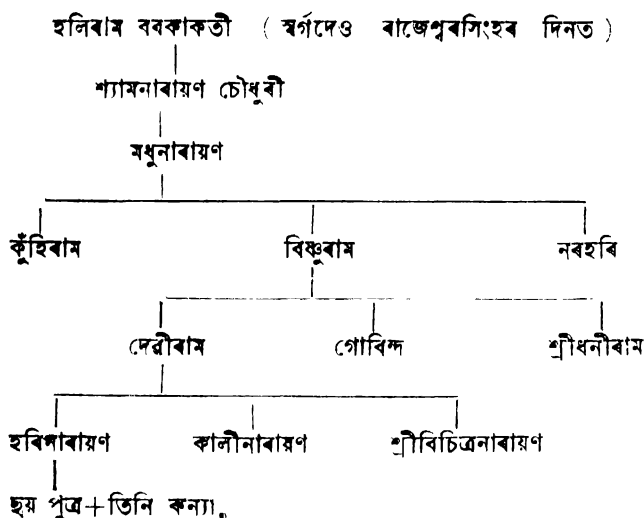 হলিৰাম বৰকাকতী ( স্বৰ্গদেও ৰাজেশ্বৰসিংহৰ দিনত )
শ্যামনাৰায়ণ চৌধুৰী
মধুনাৰায়ণ
কুঁহিৰাম বিষ্ণুৰাম নৰহৰি
দেৱীৰাম গোবিন্দ শ্ৰীধনীৰাম
হৰিনাৰায়ণ কালীনাৰায়ণ শ্ৰীবিচিত্ৰনাৰায়ণ
ছয় পুত্ৰ+তিনি কন্যা,